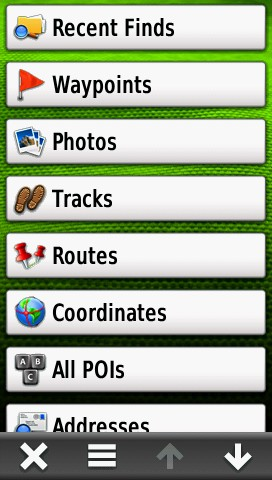 Recent Finds
Waypoints
Photos
Tracks
Routes
Coordinates
A B
C
All POIs
Addresses